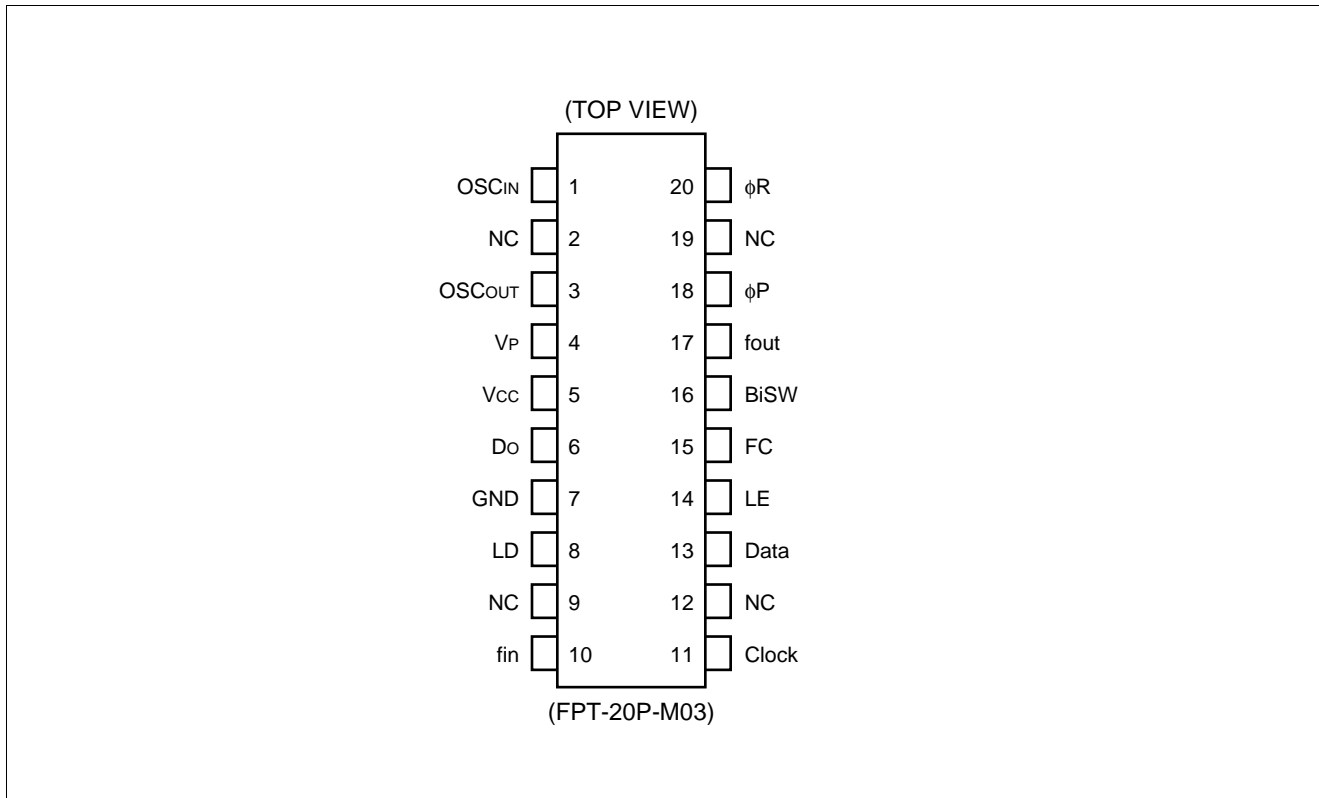 (TOP VIEW)
OSCIN 1 20 ϕR
NC 2 19 NC
OSCOUT 3 18 ϕP
VP 4 17 fout
VCC 5 16 BiSW
DO 6 15 FC
GND 7 14 LE
LD 8 13 Data
NC 9 12 NC
fin 10 11 Clock
(FPT-20P-M03)